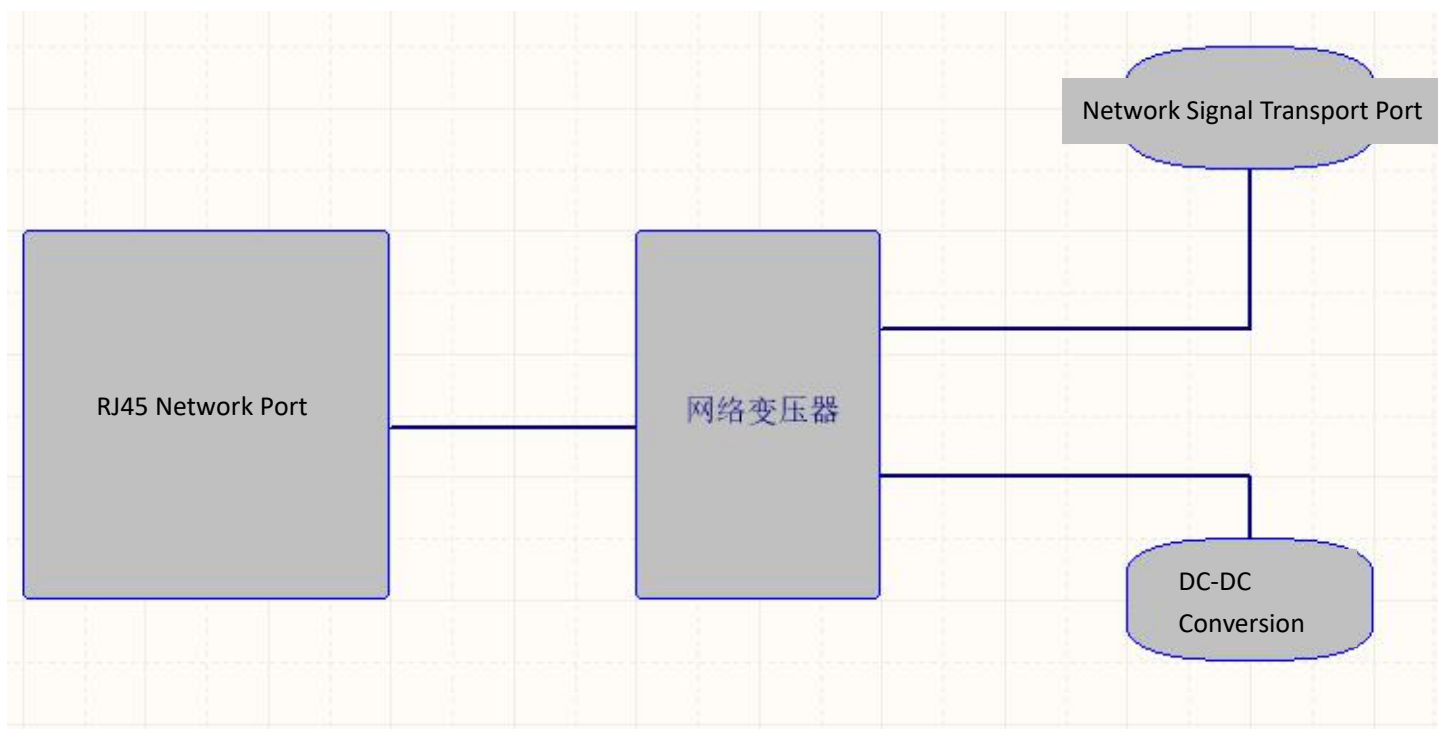 Network Signal Transport Port
RJ45 Network Port
网络变压器
DC-DC
Conversion